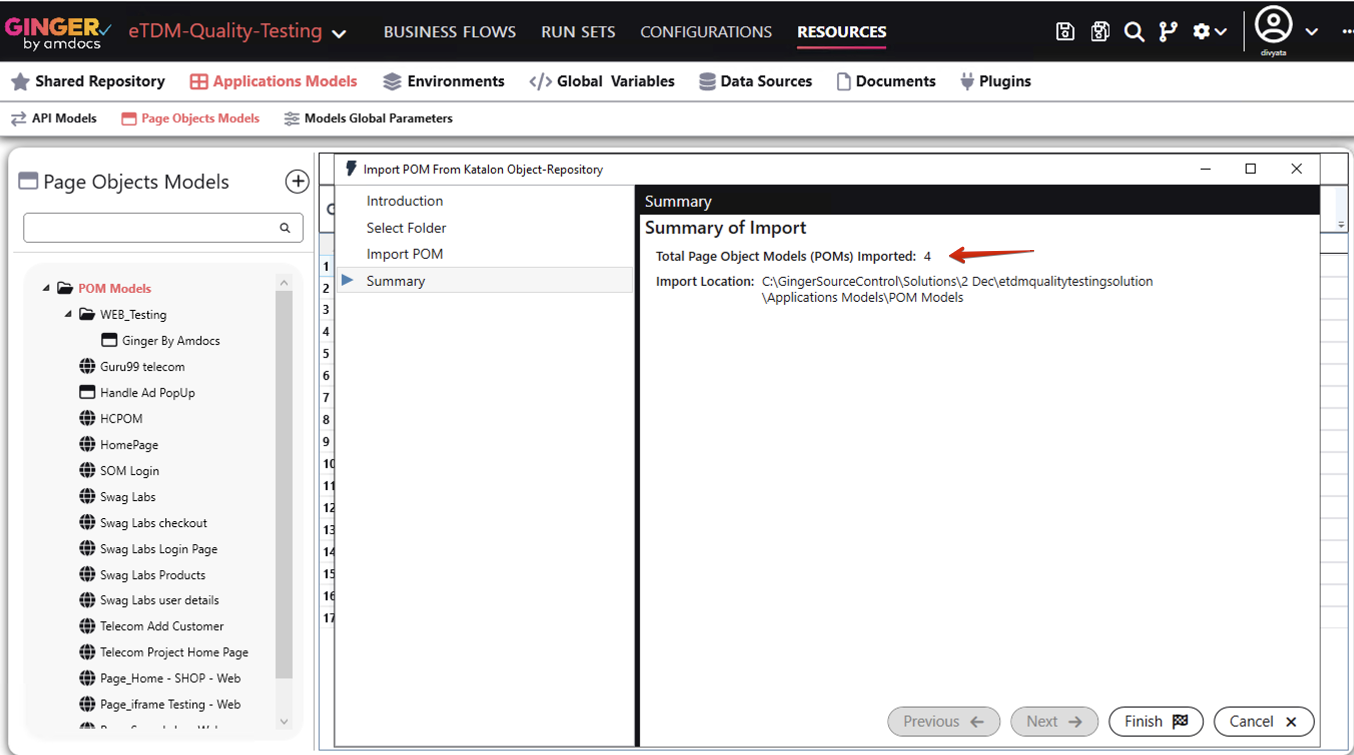 GINGER
by amdocs
eTDM-Quality-Testing
BUSINESS FLOWS RUN SETS CONFIGURATIONS RESOURCES
divyata
Shared Repository Applications Models Environments Global Variables Data Sources Documents Plugins
API Models Page Objects Models Models Global Parameters
Page Objects Models
POM Models
WEB_Testing
Ginger By Amdocs
Guru99 telecom
Handle Ad PopUp
HCPOM
HomePage
SOM Login
Swag Labs
Swag Labs checkout
Swag Labs Login Page
Swag Labs Products
Swag Labs user details
Telecom Add Customer
Telecom Project Home Page
Page_Home - SHOP - Web
Page_iframe Testing - Web
1
2
3
4
5
6
7
8
9
10
11
12
13
14
15
16
17
Import POM From Katalon Object-Repository
Introduction
Select Folder
Import POM
Summary
Summary
Summary of Import
Total Page Object Models (POMs) Imported: 4
Import Location: C:\GingerSourceControl\Solutions\2 Dec\etdmqualitytestingsolution
\Applications Models\POM Models
Previous Next Finish Cancel